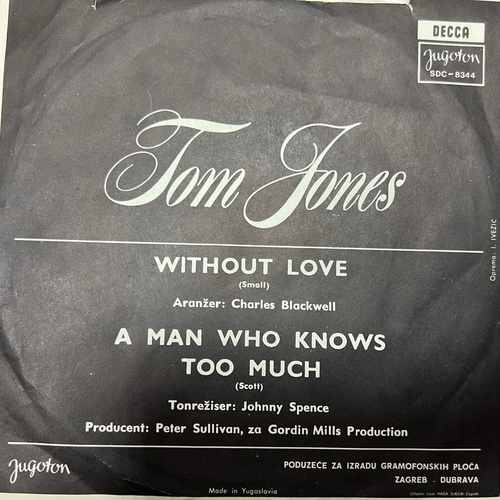 DECCA
Jugoton
SDC-8344
Tom Jones
WITHOUT LOVE
(Small)
Aranžer: Charles Blackwell
A MAN WHO KNOWS
TOO MUCH
(Scott)
Tonrežiser: Johnny Spence
Producent: Peter Sullivan, za Gordin Mills Production
Oprema: I. IVEZIĆ
Jugoton
PODUZEĆE ZA IZRADU GRAMOFONSKIH PLOČA
ZAGREB - DUBRAVA
Made in Yugoslavia